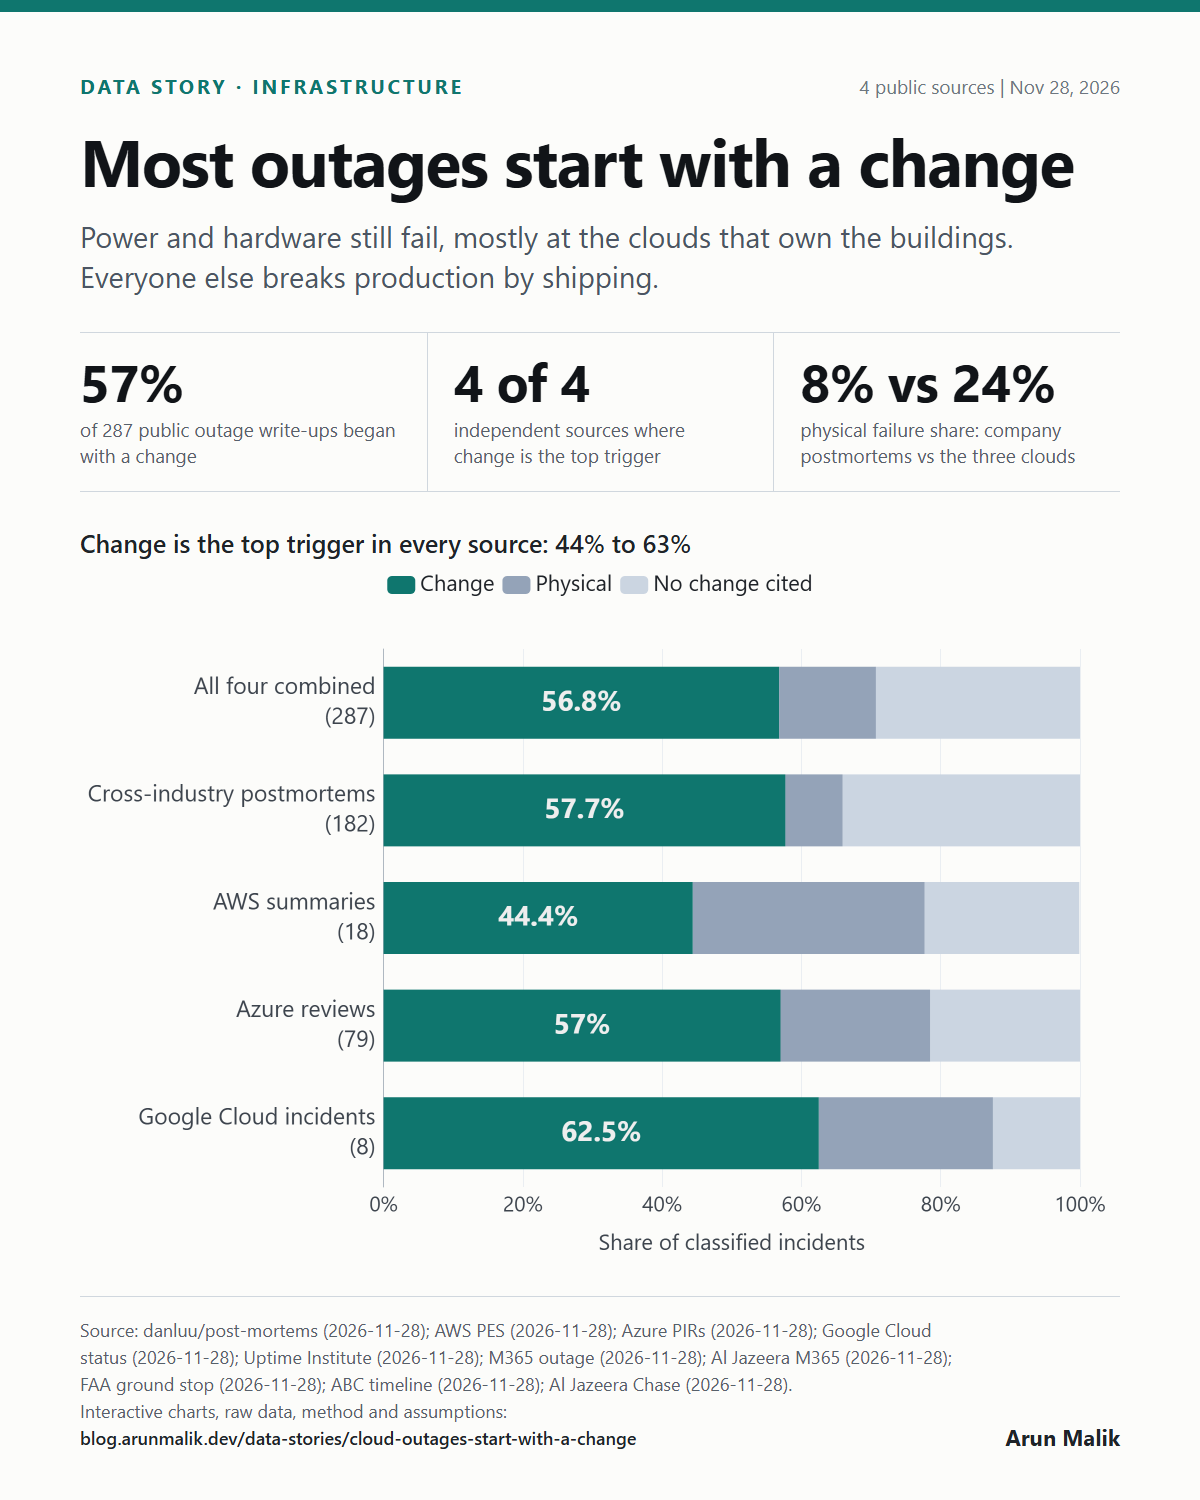 DATA STORY · INFRASTRUCTURE
4 public sources | Nov 28, 2026
Most outages start with a change
Power and hardware still fail, mostly at the clouds that own the buildings.
Everyone else breaks production by shipping.
57%
of 287 public outage write-ups began
with a change
4 of 4
independent sources where
change is the top trigger
8% vs 24%
physical failure share: company
postmortems vs the three clouds
Change is the top trigger in every source: 44% to 63%
Change
Physical
No change cited
All four combined
(287)
56.8%
Cross-industry postmortems
(182)
57.7%
AWS summaries
(18)
44.4%
Azure reviews
(79)
57%
Google Cloud incidents
(8)
62.5%
0%
20%
40%
60%
80%
100%
Share of classified incidents
Source: danluu/post-mortems (2026-11-28); AWS PES (2026-11-28); Azure PIRs (2026-11-28); Google Cloud
status (2026-11-28); Uptime Institute (2026-11-28); M365 outage (2026-11-28); Al Jazeera M365 (2026-11-28);
FAA ground stop (2026-11-28); ABC timeline (2026-11-28); Al Jazeera Chase (2026-11-28).
Interactive charts, raw data, method and assumptions:
blog.arunmalik.dev/data-stories/cloud-outages-start-with-a-change
Arun Malik